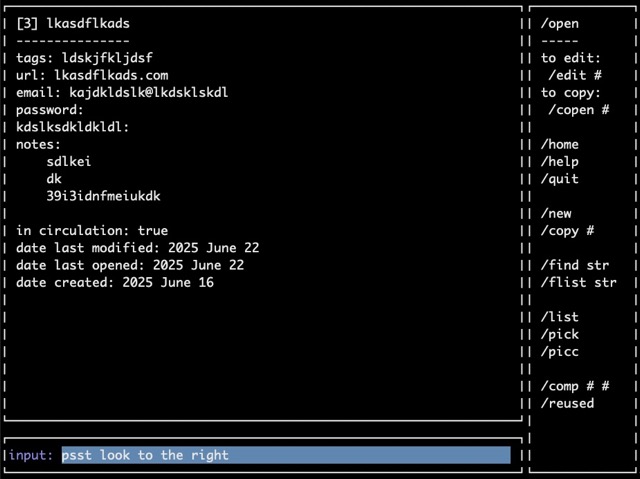 [3] lkasdflkads
---------------
tags: ldskjfkljdsf
url: lkasdflkads.com
email: kajdkldslk@lkdsklskdl
password:
kdslksdkldkldl:
notes:
sdlkei
dk
39i3idnfmeiukdk
in circulation: true
date last modified: 2025 June 22
date last opened: 2025 June 22
date created: 2025 June 16
input: psst look to the right
/open
-----
to edit:
/edit #
to copy:
/copen #
/home
/help
/quit
/new
/copy #
/find str
/flist str
/list
/pick
/picc
/comp # #
/reused